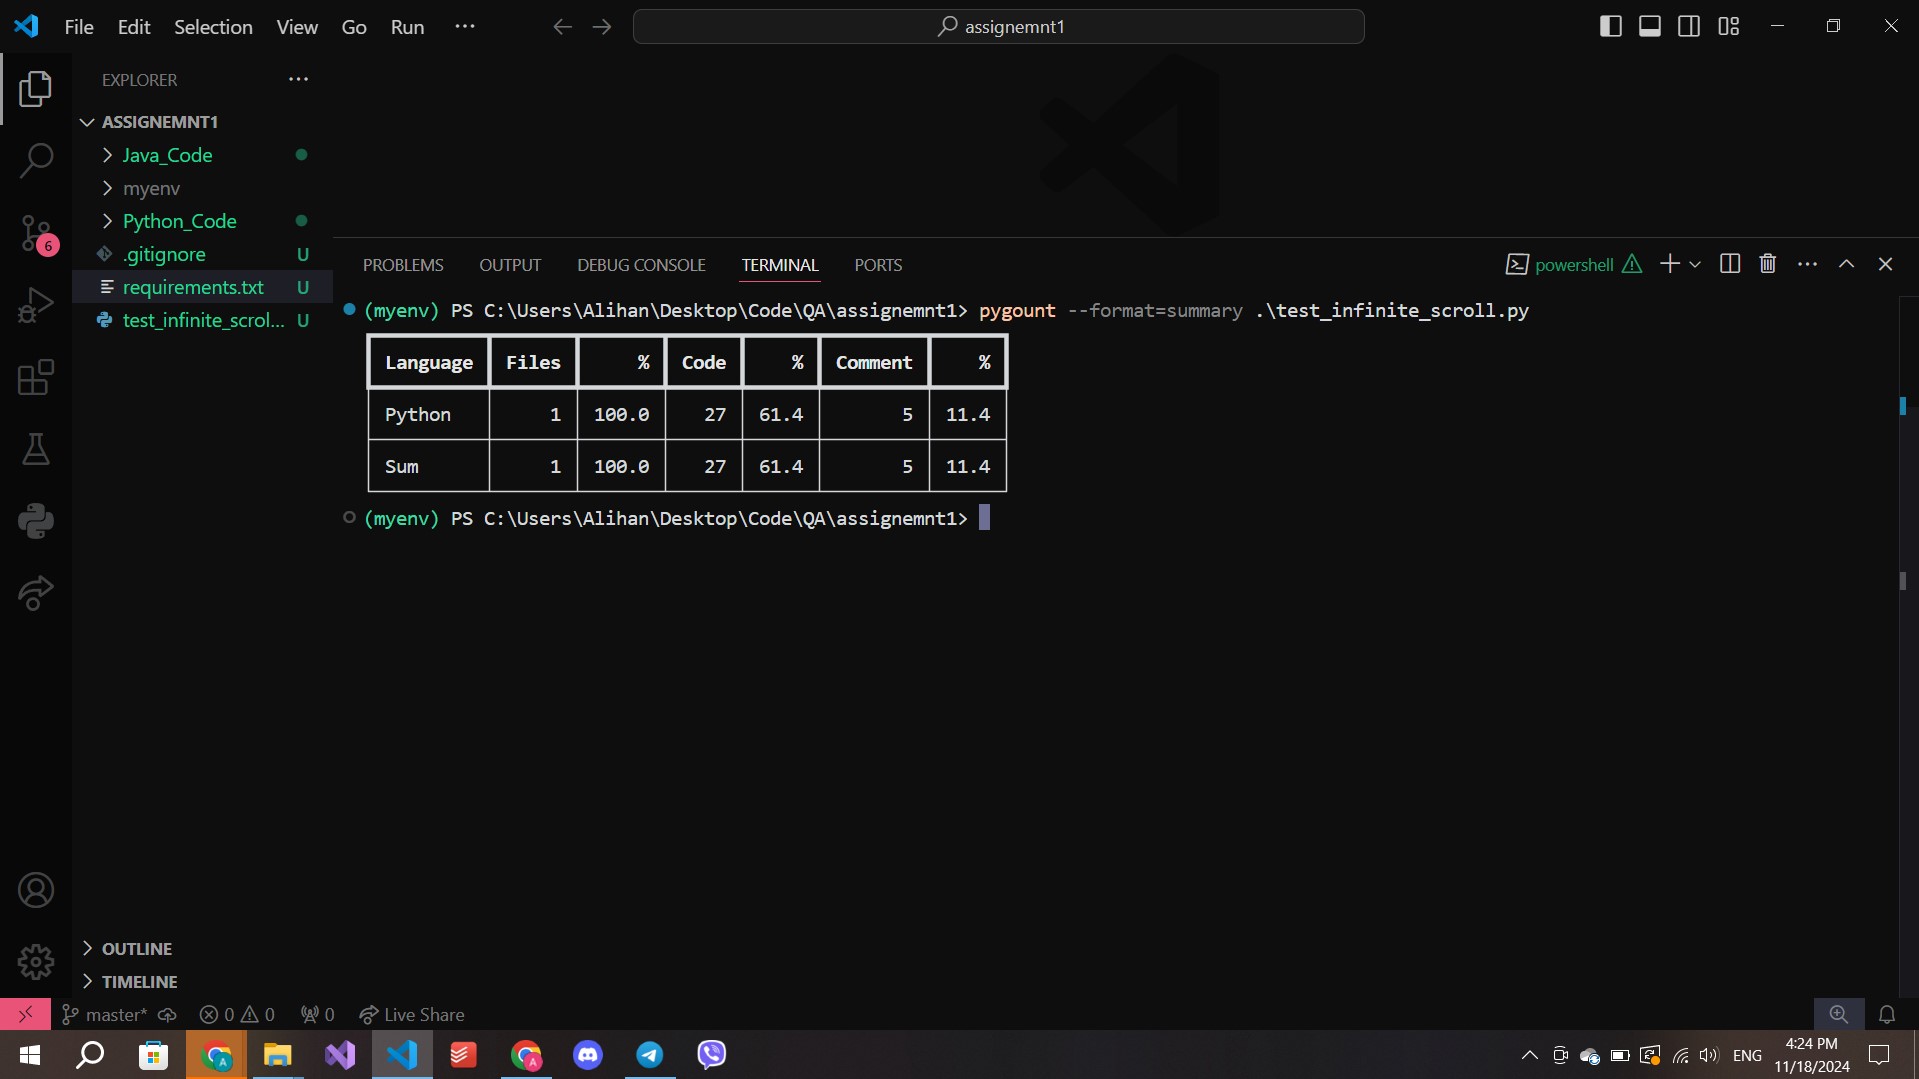 File Edit Selection View Go Run ··· assignemnt1
EXPLORER ···
ASSIGNEMNT1
Java_Code
myenv
Python_Code
.gitignore U
requirements.txt U
test_infinite_scrol... U
6
PROBLEMS OUTPUT DEBUG CONSOLE TERMINAL PORTS powershell
(myenv) PS C:\Users\Alihan\Desktop\Code\QA\assignemnt1> pygount --format=summary .\test_infinite_scroll.py
Language Files % Code % Comment %
Python 1 100.0 27 61.4 5 11.4
Sum 1 100.0 27 61.4 5 11.4
(myenv) PS C:\Users\Alihan\Desktop\Code\QA\assignemnt1>
OUTLINE
TIMELINE
master* 0 0 0 Live Share
ENG
4:24 PM
11/18/2024